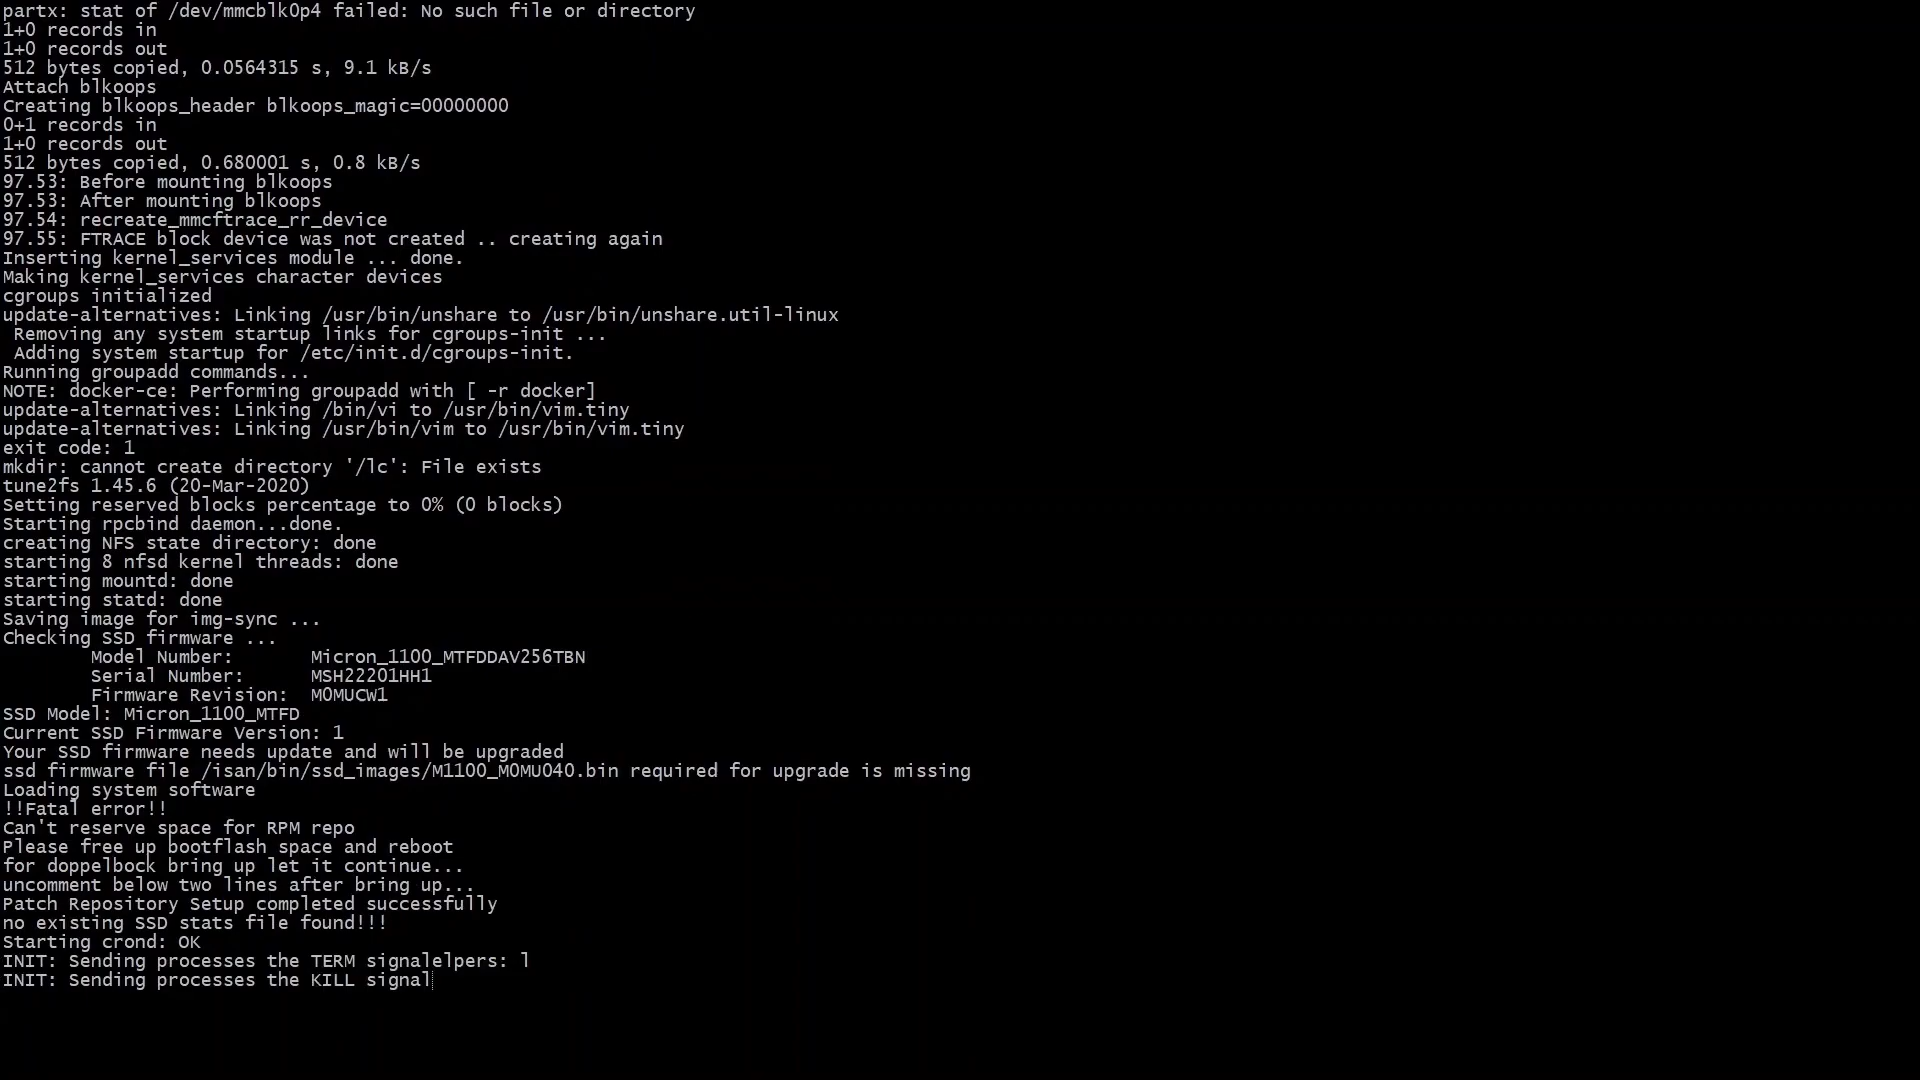 partx: stat of /dev/mmcblk0p4 failed: No such file or directory
1+0 records in
1+0 records out
512 bytes copied, 0.0564315 s, 9.1 kB/s
Attach blkoops
Creating blkoops_header blkoops_magic=00000000
0+1 records in
1+0 records out
512 bytes copied, 0.680001 s, 0.8 kB/s
97.53: Before mounting blkoops
97.53: After mounting blkoops
97.54: recreate_mmcftrace_rr_device
97.55: FTRACE block device was not created .. creating again
Inserting kernel_services module ... done.
Making kernel_services character devices
cgroups initialized
update-alternatives: Linking /usr/bin/unshare to /usr/bin/unshare.util-linux
 Removing any system startup links for cgroups-init ...
 Adding system startup for /etc/init.d/cgroups-init.
Running groupadd commands...
NOTE: docker-ce: Performing groupadd with [ -r docker]
update-alternatives: Linking /bin/vi to /usr/bin/vim.tiny
update-alternatives: Linking /usr/bin/vim to /usr/bin/vim.tiny
exit code: 1
mkdir: cannot create directory '/lc': File exists
tune2fs 1.45.6 (20-Mar-2020)
Setting reserved blocks percentage to 0% (0 blocks)
Starting rpcbind daemon...done.
creating NFS state directory: done
starting 8 nfsd kernel threads: done
starting mountd: done
starting statd: done
Saving image for img-sync ...
Checking SSD firmware ...
        Model Number:       Micron_1100_MTFDDAV256TBN
        Serial Number:      MSH22201HH1
        Firmware Revision:  M0MUCW1
SSD Model: Micron_1100_MTFD
Current SSD Firmware Version: 1
Your SSD firmware needs update and will be upgraded
ssd firmware file /isan/bin/ssd_images/M1100_M0MU040.bin required for upgrade is missing
Loading system software
!!Fatal error!!
Can't reserve space for RPM repo
Please free up bootflash space and reboot
for doppelbock bring up let it continue...
uncomment below two lines after bring up...
Patch Repository Setup completed successfully
no existing SSD stats file found!!!
Starting crond: OK
INIT: Sending processes the TERM signalelpers: l
INIT: Sending processes the KILL signal